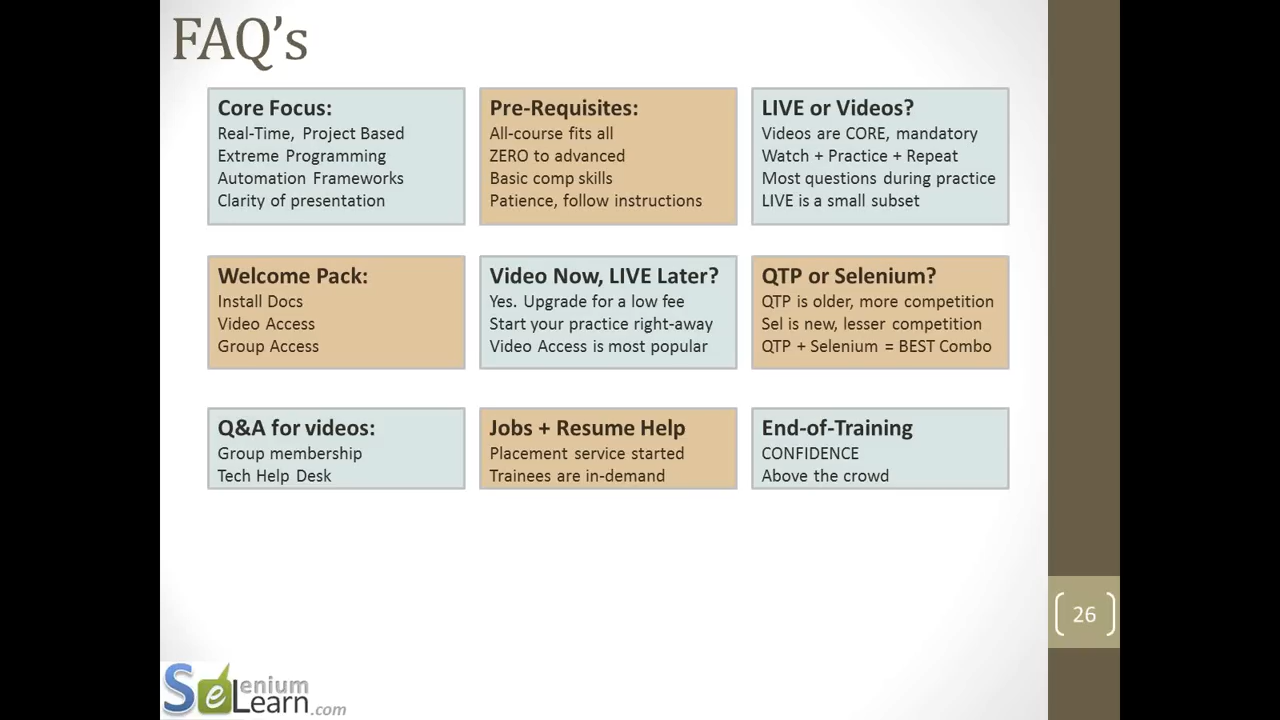 FAQ's
Core Focus:
Real-Time, Project Based
Extreme Programming
Automation Frameworks
Clarity of presentation
Pre-Requisites:
All-course fits all
ZERO to advanced
Basic comp skills
Patience, follow instructions
LIVE or Videos?
Videos are CORE, mandatory
Watch + Practice + Repeat
Most questions during practice
LIVE is a small subset
Welcome Pack:
Install Docs
Video Access
Group Access
Video Now, LIVE Later?
Yes. Upgrade for a low fee
Start your practice right-away
Video Access is most popular
QTP or Selenium?
QTP is older, more competition
Sel is new, lesser competition
QTP + Selenium = BEST Combo
Q&A for videos:
Group membership
Tech Help Desk
Jobs + Resume Help
Placement service started
Trainees are in-demand
End-of-Training
CONFIDENCE
Above the crowd
26
Selenium
Learn.com